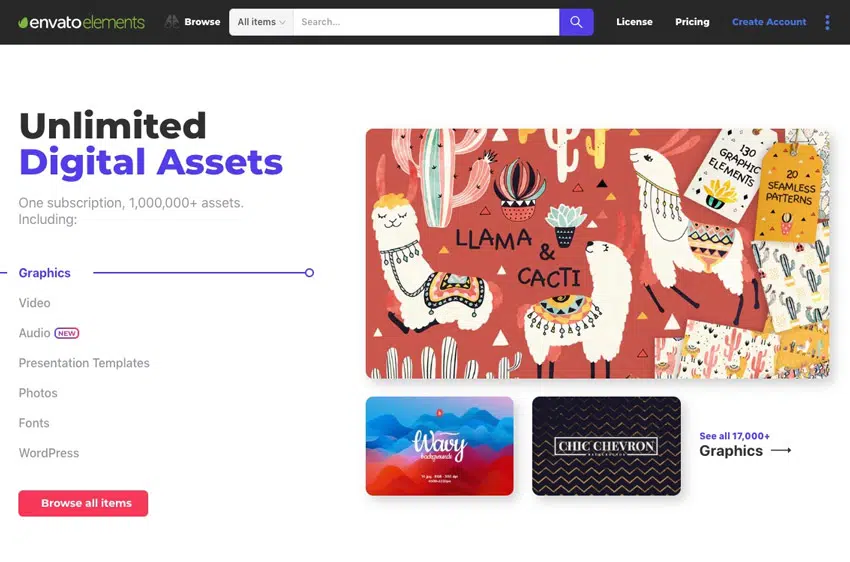 envato elements
Browse
All items
Search...
License
Pricing
Create Account
Unlimited
Digital Assets
One subscription, 1,000,000+ assets.
Including:
Graphics
Video
Audio NEW
Presentation Templates
Photos
Fonts
WordPress
Browse all items
LLAMA
&
CACTI
130
GRAPHIC
ELEMENTS
20
SEAMLESS
PATTERNS
Wavy
backgrounds
CHIC CHEVRON
See all 17,000+
Graphics